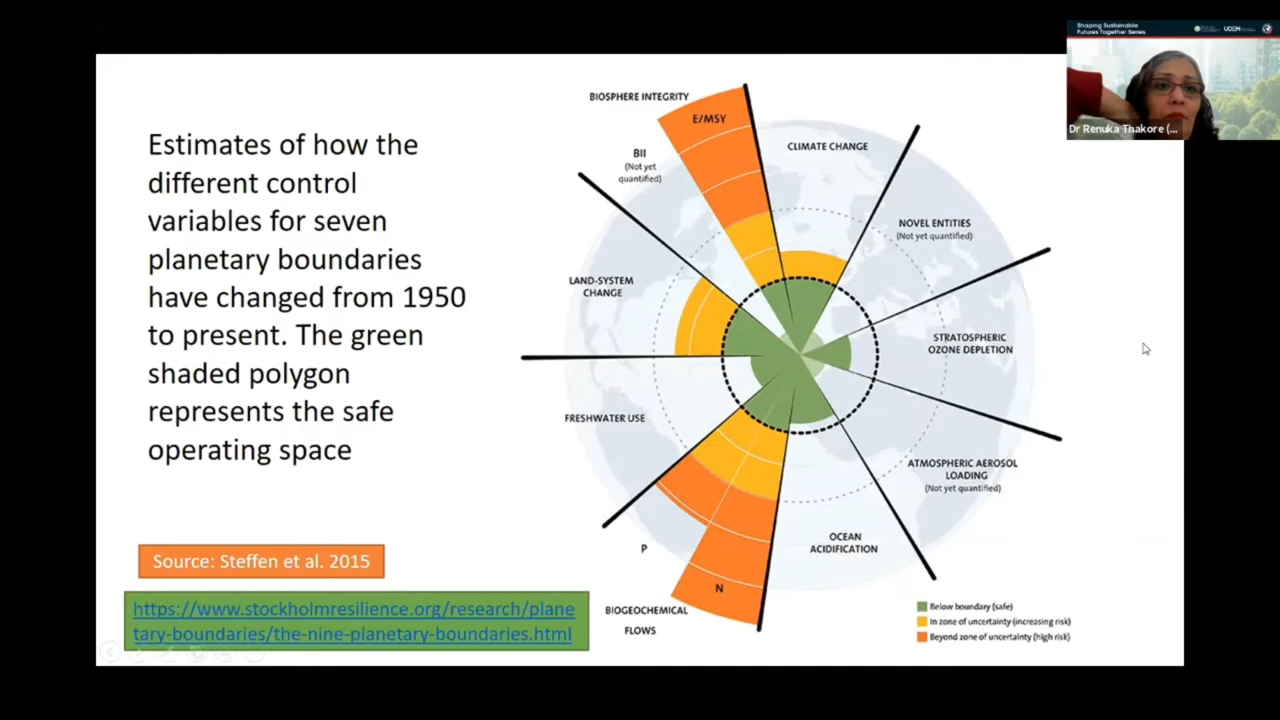 Shaping Sustainable
Futures Together Series
UCEM
Dr Renuka Thakore (...
Estimates of how the
different control
variables for seven
planetary boundaries
have changed from 1950
to present. The green
shaded polygon
represents the safe
operating space
Source: Steffen et al. 2015
https://www.stockholmresilience.org/research/plane
tary-boundaries/the-nine-planetary-boundaries.html
BIOSPHERE INTEGRITY
E/MSY
BII
(Not yet
quantified)
CLIMATE CHANGE
NOVEL ENTITIES
(Not yet quantified)
LAND-SYSTEM
CHANGE
STRATOSPHERIC
OZONE DEPLETION
FRESHWATER USE
ATMOSPHERIC AEROSOL
LOADING
(Not yet quantified)
P
OCEAN
ACIDIFICATION
N
BIOGEOCHEMICAL
FLOWS
Below boundary (safe)
In zone of uncertainty (increasing risk)
Beyond zone of uncertainty (high risk)